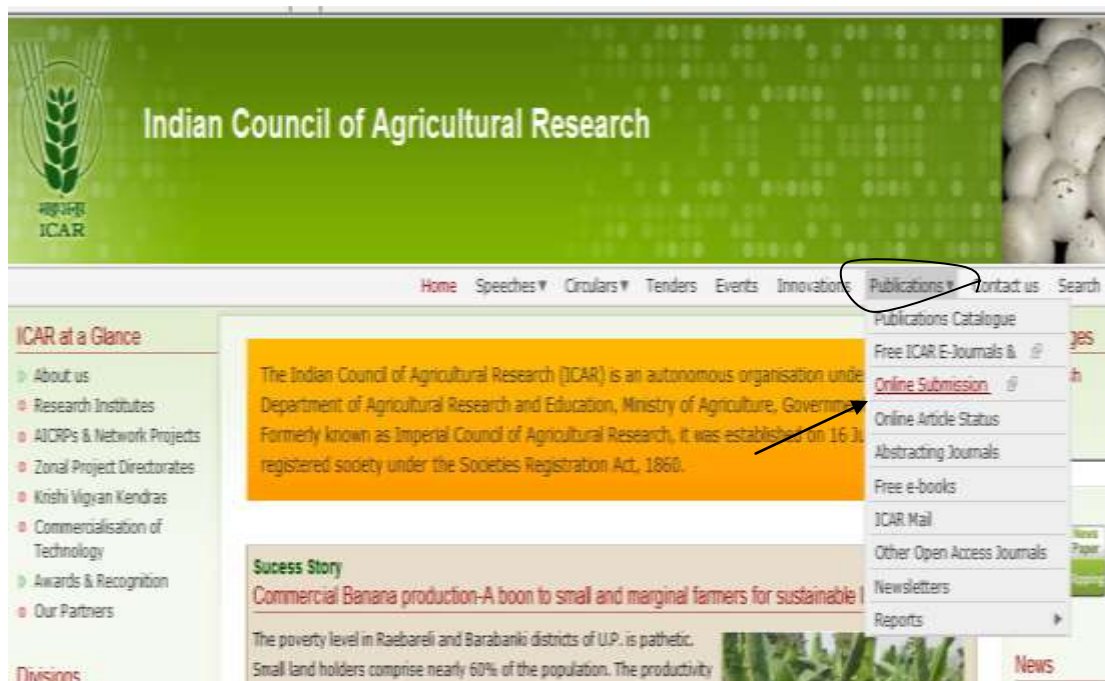 Indian Council of Agricultural Research
ICAR
Home Speeches Circulars Tenders Events Innovations Publications Contact us Search
Publications Catalogue
Free ICAR E-Journals &
Online Submission
Online Article Status
Abstracting Journals
Free e-books
ICAR Mail
Other Open Access Journals
Newsletters
Reports
ICAR at a Glance
About us
Research Institutes
AICRPs & Network Projects
Zonal Project Directorates
Krishi Vigyan Kendras
Commercialisation of
Technology
Awards & Recognition
Our Partners
Divisions
The Indian Council of Agricultural Research (ICAR) is an autonomous organisation unde
Department of Agricultural Research and Education, Ministry of Agriculture, Governme
Formerly known as Imperial Council of Agricultural Research, it was established on 16 Ju
registered society under the Societies Registration Act, 1860.
Sucess Story
Commercial Banana production-A boon to small and marginal farmers for sustainable l
The poverty level in Raebareli and Barabanki districts of U.P. is pathetic.
Small land holders comprise nearly 60% of the population. The productivity
ges
h
News
Paper
News